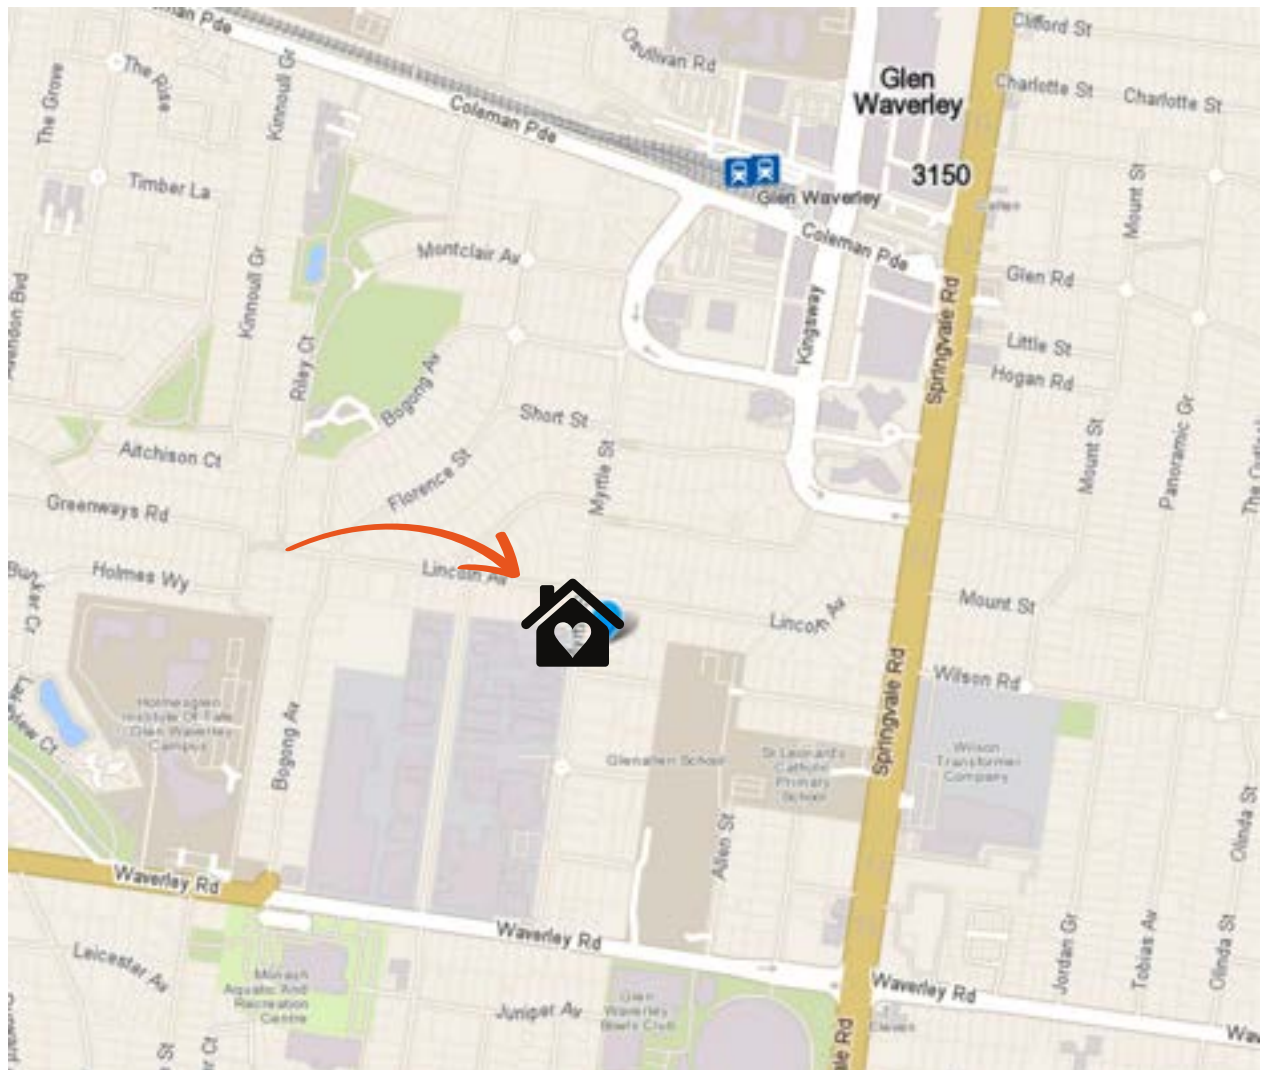 Clifford St
The Rise
The Grove
Kinnoull Gr
Coleman Pde
Glen
Waverley
3150
Charlotte St
Charlotte St
Timber La
Glen Waverley
Coleman Pde
Mount St
Montclair Av
Glen Rd
Kinnoull Gr
Riley Ct
Bogong Av
Kingsway
Springvale Rd
Little St
Hogan Rd
Short St
Aitchison Ct
Florence St
Myrtle St
Mount St
Panoramic Gr
Greenways Rd
Holmes Wy
Lincoln Av
Lincoln Av
Mount St
Wilson Rd
Springvale Rd
Holmesglen
Institute Of Tafe
Glen Waverley
Campus
Bogong Av
Glenallen School
St Leonard's
Catholic
Primary
School
Wilson
Transformer
Company
Allen St
Olinda St
Waverley Rd
Waverley Rd
Waverley Rd
Leicester Av
Monash
Aquatic And
Recreation
Centre
Juniper Av
Glen
Waverley
Bowls Club
Jordan Gr
Tobias Av
Olinda St